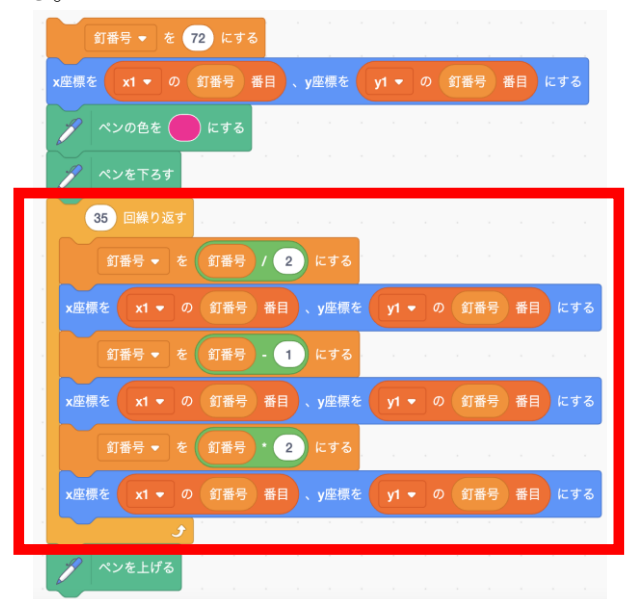 釘番号 を 72 にする
x座標を x1 の 釘番号 番目 、y座標を y1 の 釘番号 番目 にする
ペンの色を にする
ペンを下ろす
35 回繰り返す
釘番号 を 釘番号 / 2 にする
x座標を x1 の 釘番号 番目 、y座標を y1 の 釘番号 番目 にする
釘番号 を 釘番号 - 1 にする
x座標を x1 の 釘番号 番目 、y座標を y1 の 釘番号 番目 にする
釘番号 を 釘番号 * 2 にする
x座標を x1 の 釘番号 番目 、y座標を y1 の 釘番号 番目 にする
ペンを上げる